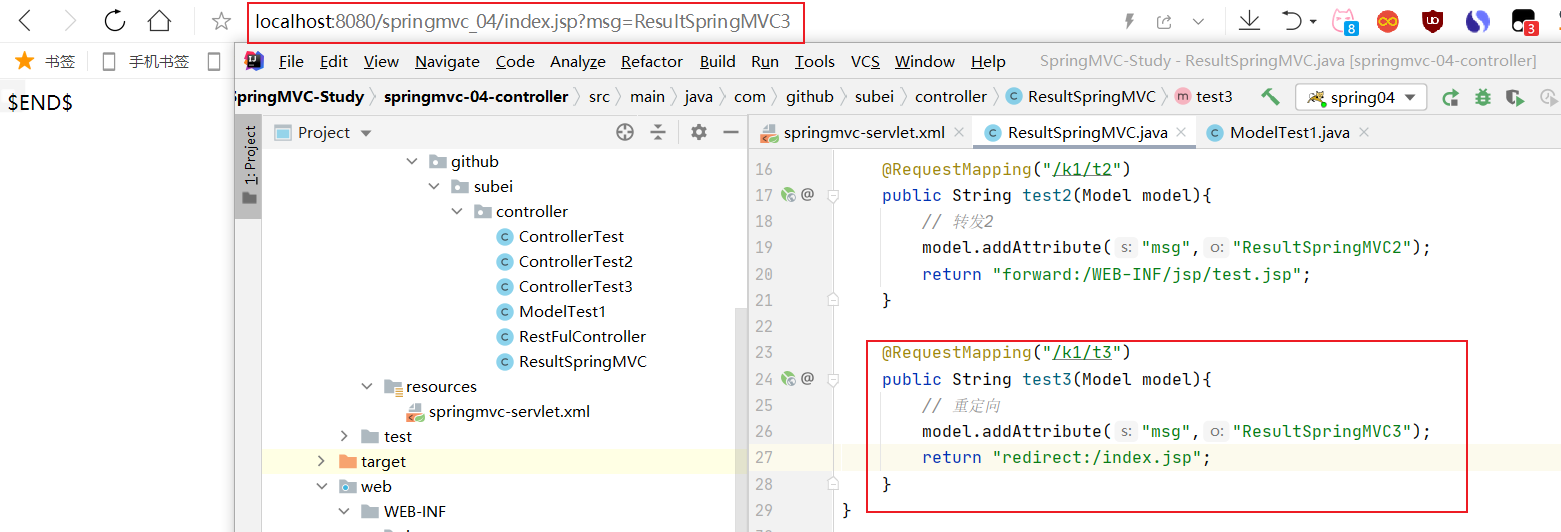 localhost:8080/springmvc_04/index.jsp?msg=ResultSpringMVC3
8
UD
3
书签
手机书签
$END$
File Edit View Navigate Code Analyze Refactor Build Run Tools VCS Window Help SpringMVC-Study - ResultSpringMVC.java [springmvc-04-controller]
SpringMVC-Study springmvc-04-controller src main java com github subei controller ResultSpringMVC test3 spring04
1: Project
Project
springmvc-servlet.xml ResultSpringMVC.java ModelTest1.java
github
subei
controller
ControllerTest
ControllerTest2
ControllerTest3
ModelTest1
RestFulController
ResultSpringMVC
resources
springmvc-servlet.xml
test
target
web
WEB-INF
16 @RequestMapping("/k1/t2")
17 public String test2(Model model){
18 // 转发2
19 model.addAttribute( s: "msg", o: "ResultSpringMVC2");
20 return "forward:/WEB-INF/jsp/test.jsp";
21 }
22
23 @RequestMapping("/k1/t3")
24 public String test3(Model model){
25 // 重定向
26 model.addAttribute( s: "msg", o: "ResultSpringMVC3");
27 return "redirect:/index.jsp";
28 }
29 }